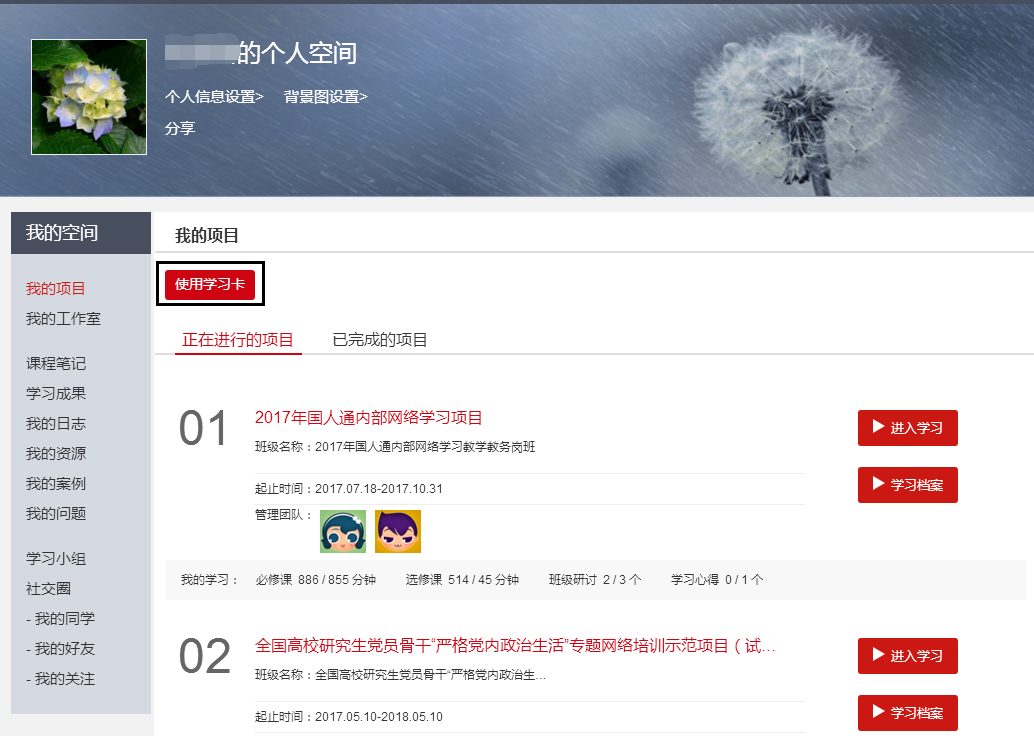 的个人空间
个人信息设置> 背景图设置>
分享
我的空间
我的项目
我的工作室
课程笔记
学习成果
我的日志
我的资源
我的案例
我的问题
学习小组
社交圈
- 我的同学
- 我的好友
- 我的关注
我的项目
使用学习卡
正在进行的项目 已完成的项目
01
2017年国人通内部网络学习项目
班级名称：2017年国人通内部网络学习教学教务岗班
起止时间：2017.07.18-2017.10.31
管理团队：
进入学习
学习档案
我的学习： 必修课 886 / 855 分钟 选修课 514 / 45 分钟 班级研讨 2 / 3 个 学习心得 0 / 1 个
02
全国高校研究生党员骨干“严格党内政治生活”专题网络培训示范项目（试…
班级名称：全国高校研究生党员骨干“严格党内政治生…
起止时间：2017.05.10-2018.05.10
进入学习
学习档案